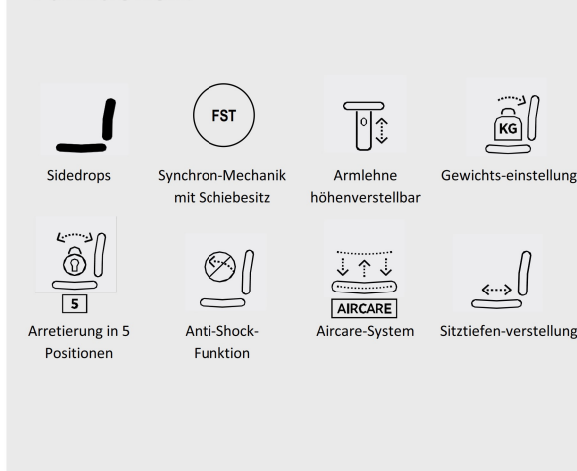 FST
KG
Sidedrops
Synchron-Mechanik
mit Schiebesitz
Armlehne
höhenverstellbar
Gewichts-einstellung
5
AIRCARE
Arretierung in 5
Positionen
Anti-Shock-
Funktion
Aircare-System
Sitztiefen-verstellung